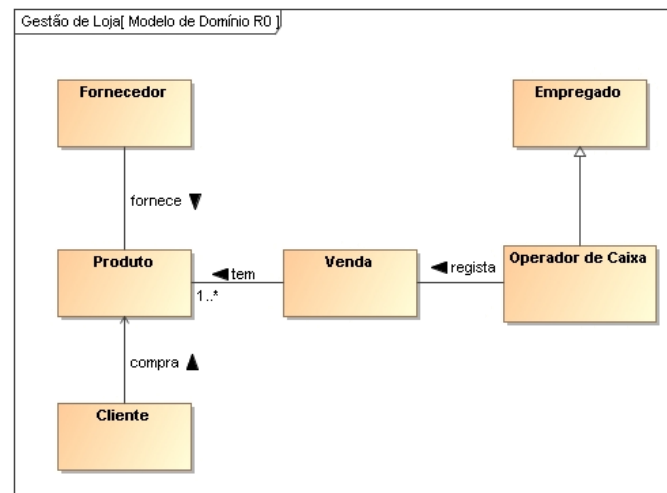 Gestão de Loja[ Modelo de Domínio R0 ]
Fornecedor
Empregado
fornece
Produto
tem
1..*
Venda
regista
Operador de Caixa
compra
Cliente